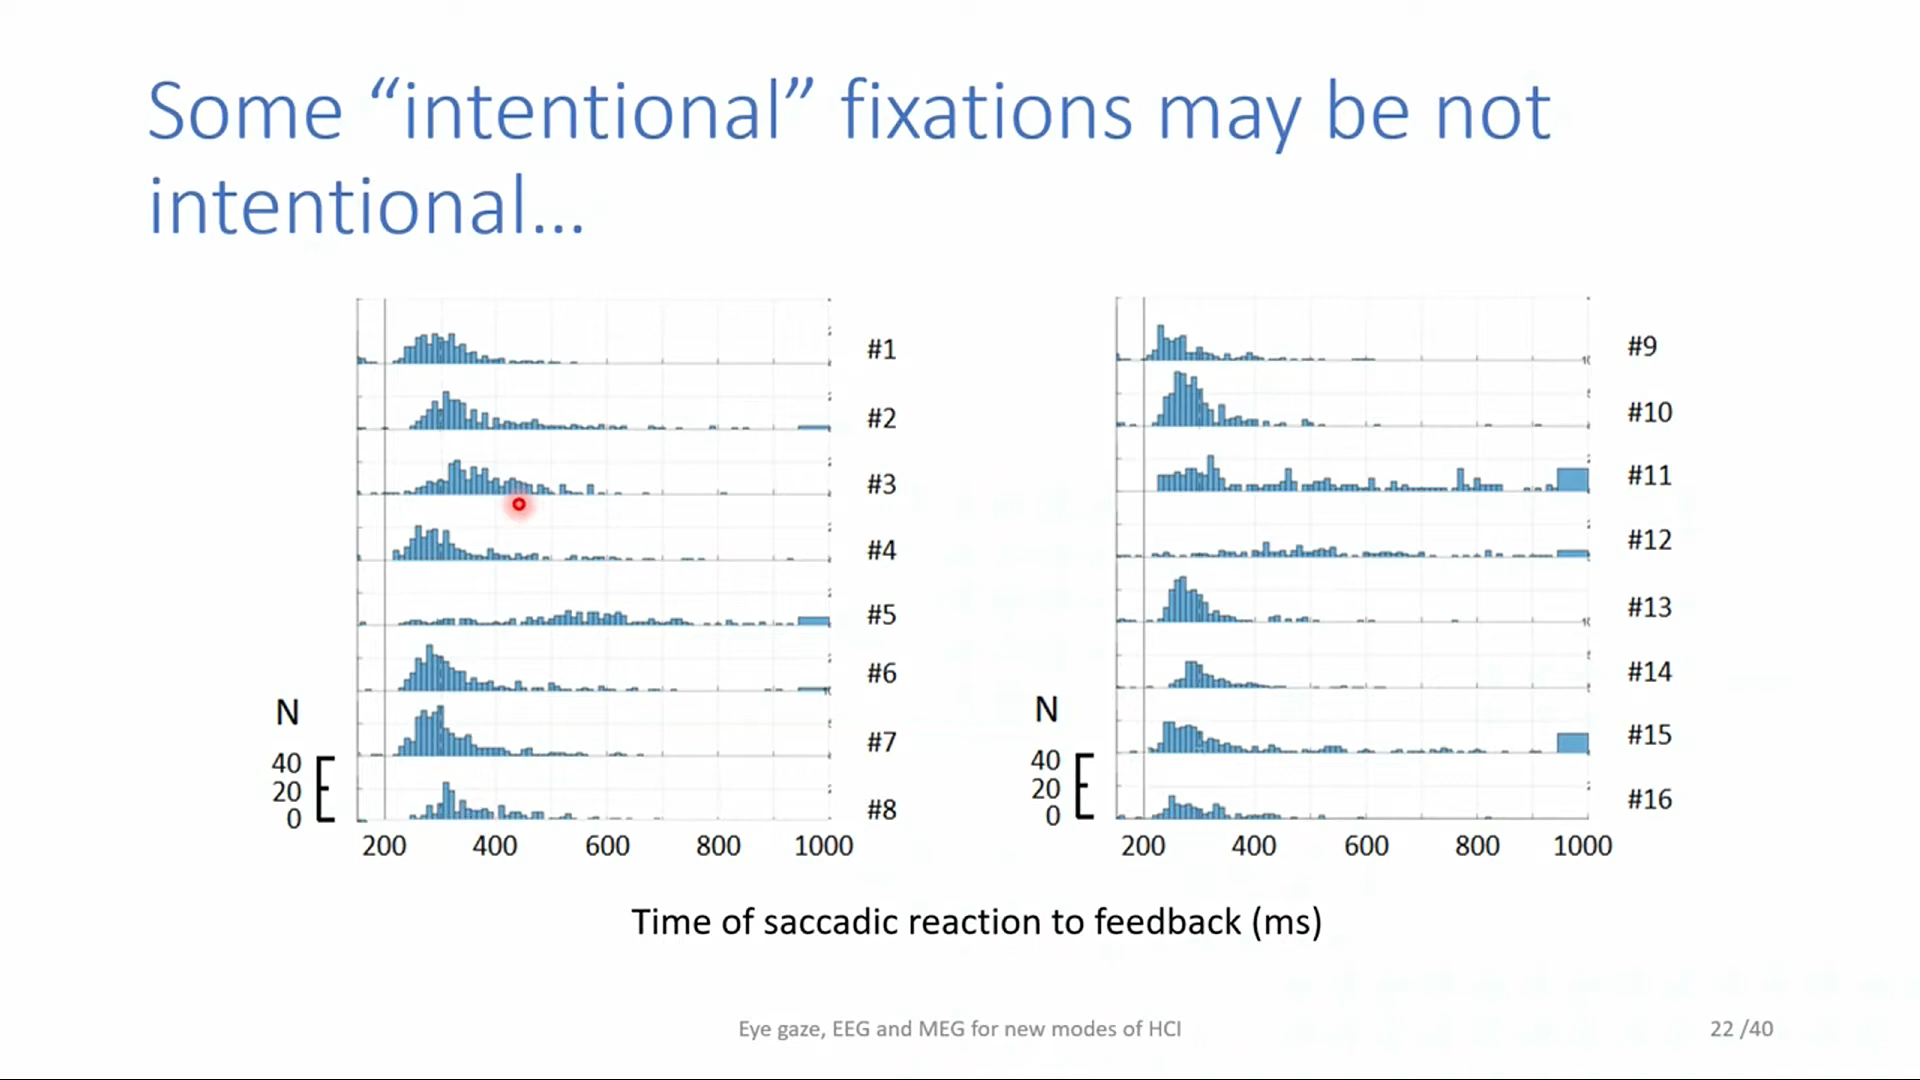 Some “intentional” fixations may be not
intentional...
#1
#2
#3
#4
#5
#6
#7
#8
N
40
20
0
200 400 600 800 1000
#9
#10
#11
#12
#13
#14
#15
#16
N
40
20
0
200 400 600 800 1000
Time of saccadic reaction to feedback (ms)
Eye gaze, EEG and MEG for new modes of HCI
22 /40